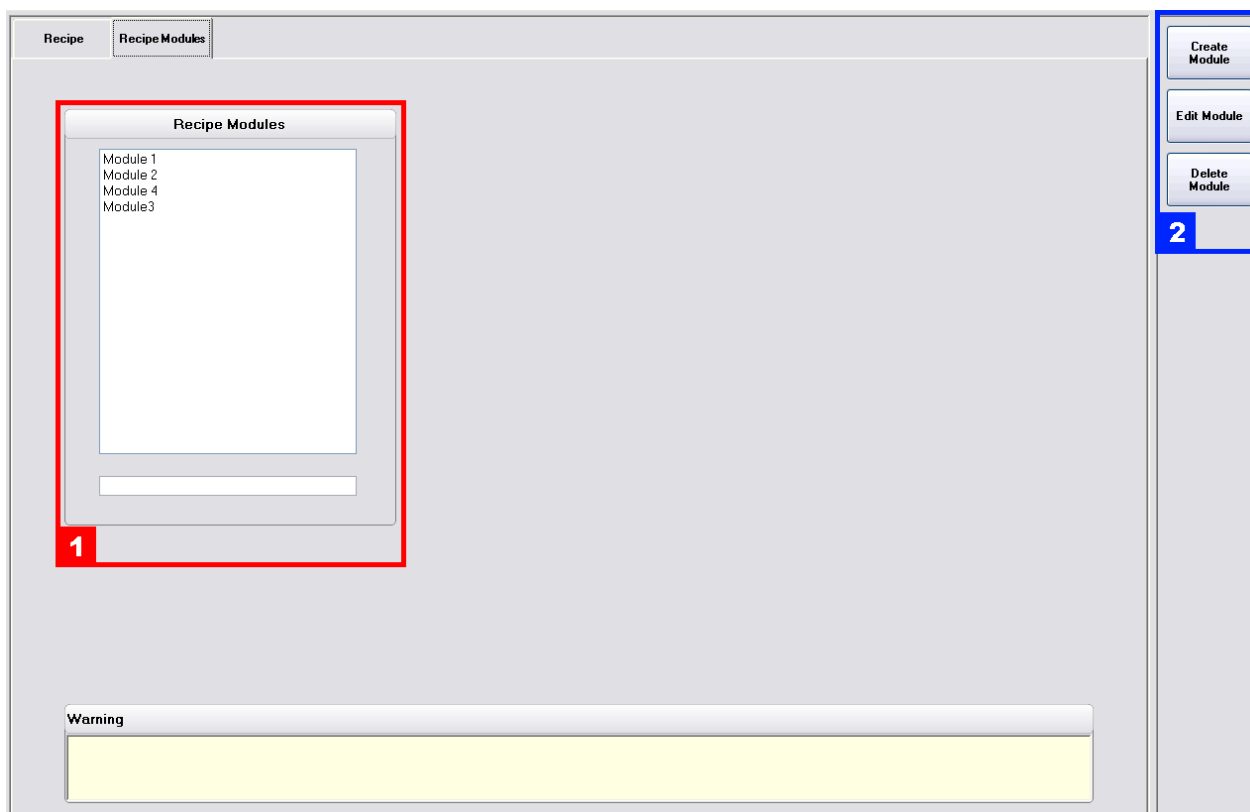 Recipe
Recipe Modules
Recipe Modules
Module 1
Module 2
Module 4
Module3
1
Warning
Create
Module
Edit Module
Delete
Module
2